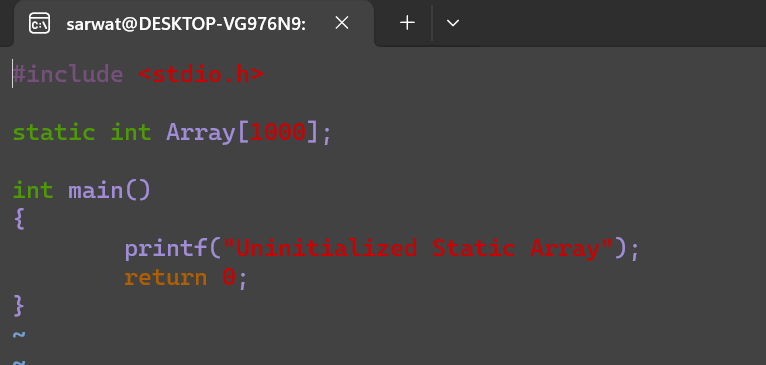 sarwat@DESKTOP-VG976N9:
#include <stdio.h>
static int Array[1000];
int main()
{
printf("Uninitialized Static Array");
return 0;
}
~
~